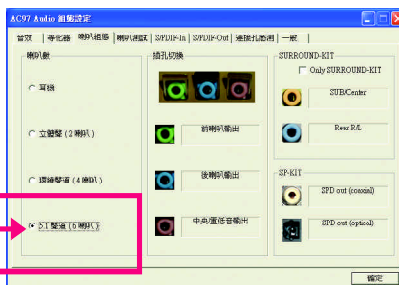 AC97 Audio 組態設定
音效 | 等化器 | 喇叭組態 | 喇叭測試 | S/PDIF-In | S/PDIF-Out | 連接孔感測 | 一般
喇叭數
耳機
立體聲 (2 喇叭)
環繞聲道 (4 喇叭)
5.1 聲道 (6 喇叭)
插孔切換
前喇叭輸出
後喇叭輸出
中央/重低音輸出
SURROUND-KIT
Only SURROUND-KIT
SUB/Center
Rear R/L
SP-KIT
SPD out (coaxial)
SPD out (optical)
確定